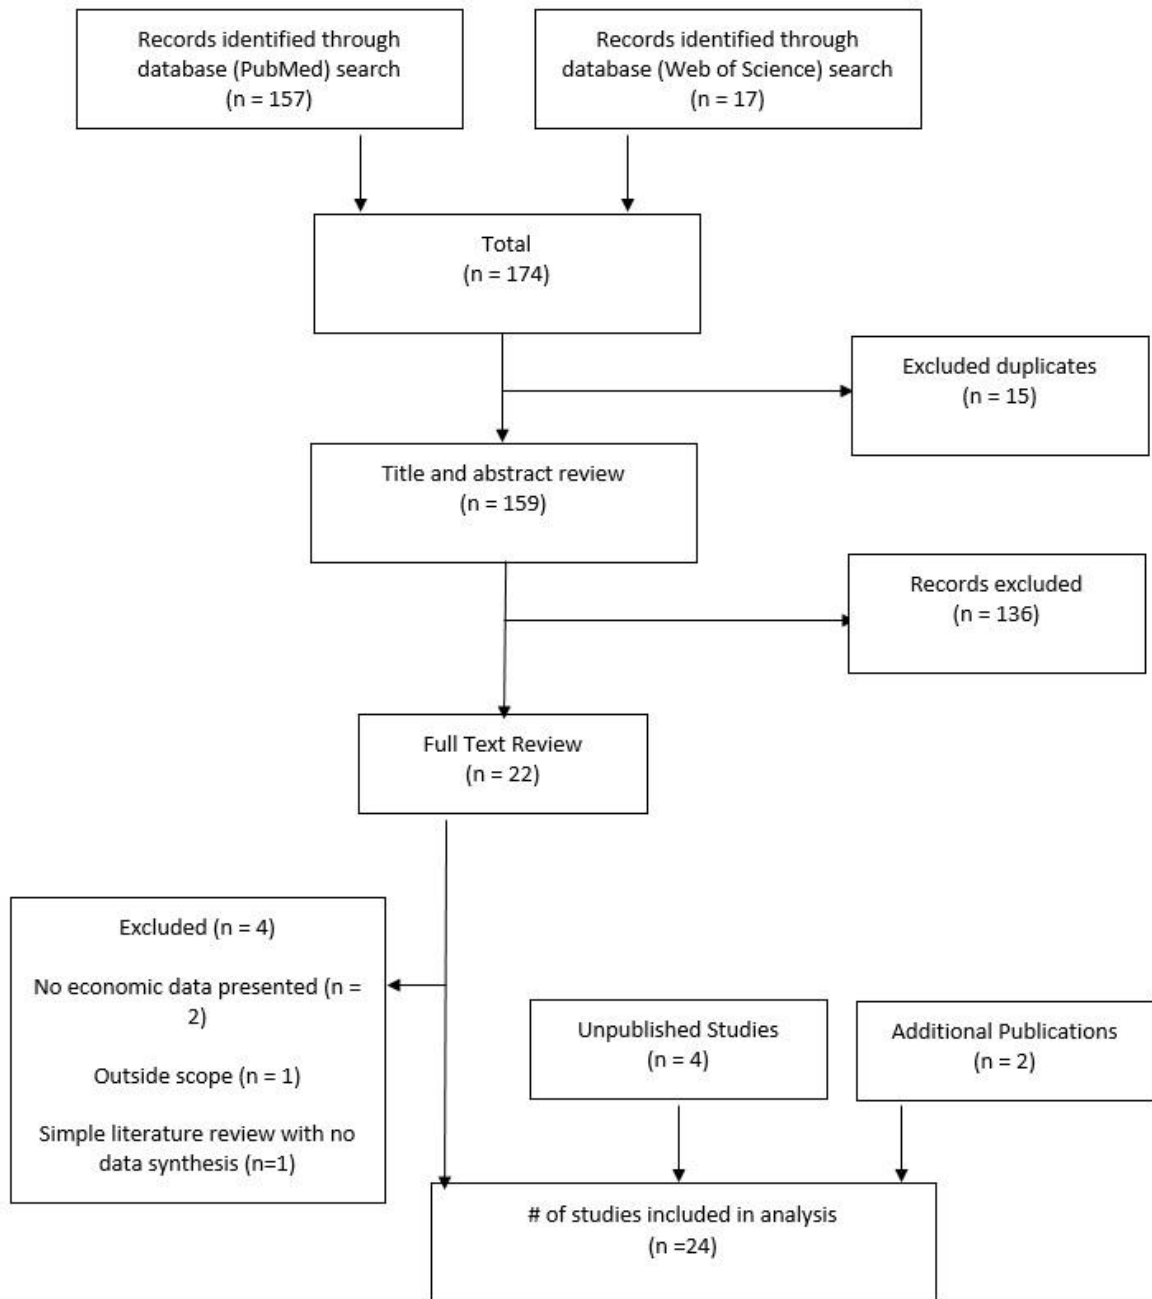 Records identified through
database (PubMed) search
(n = 157)
Records identified through
database (Web of Science) search
(n = 17)
Total
(n = 174)
Excluded duplicates
(n = 15)
Title and abstract review
(n = 159)
Records excluded
(n = 136)
Full Text Review
(n = 22)
Excluded (n = 4)
No economic data presented (n =
2)
Outside scope (n = 1)
Simple literature review with no
data synthesis (n=1)
Unpublished Studies
(n = 4)
Additional Publications
(n = 2)
# of studies included in analysis
(n =24)